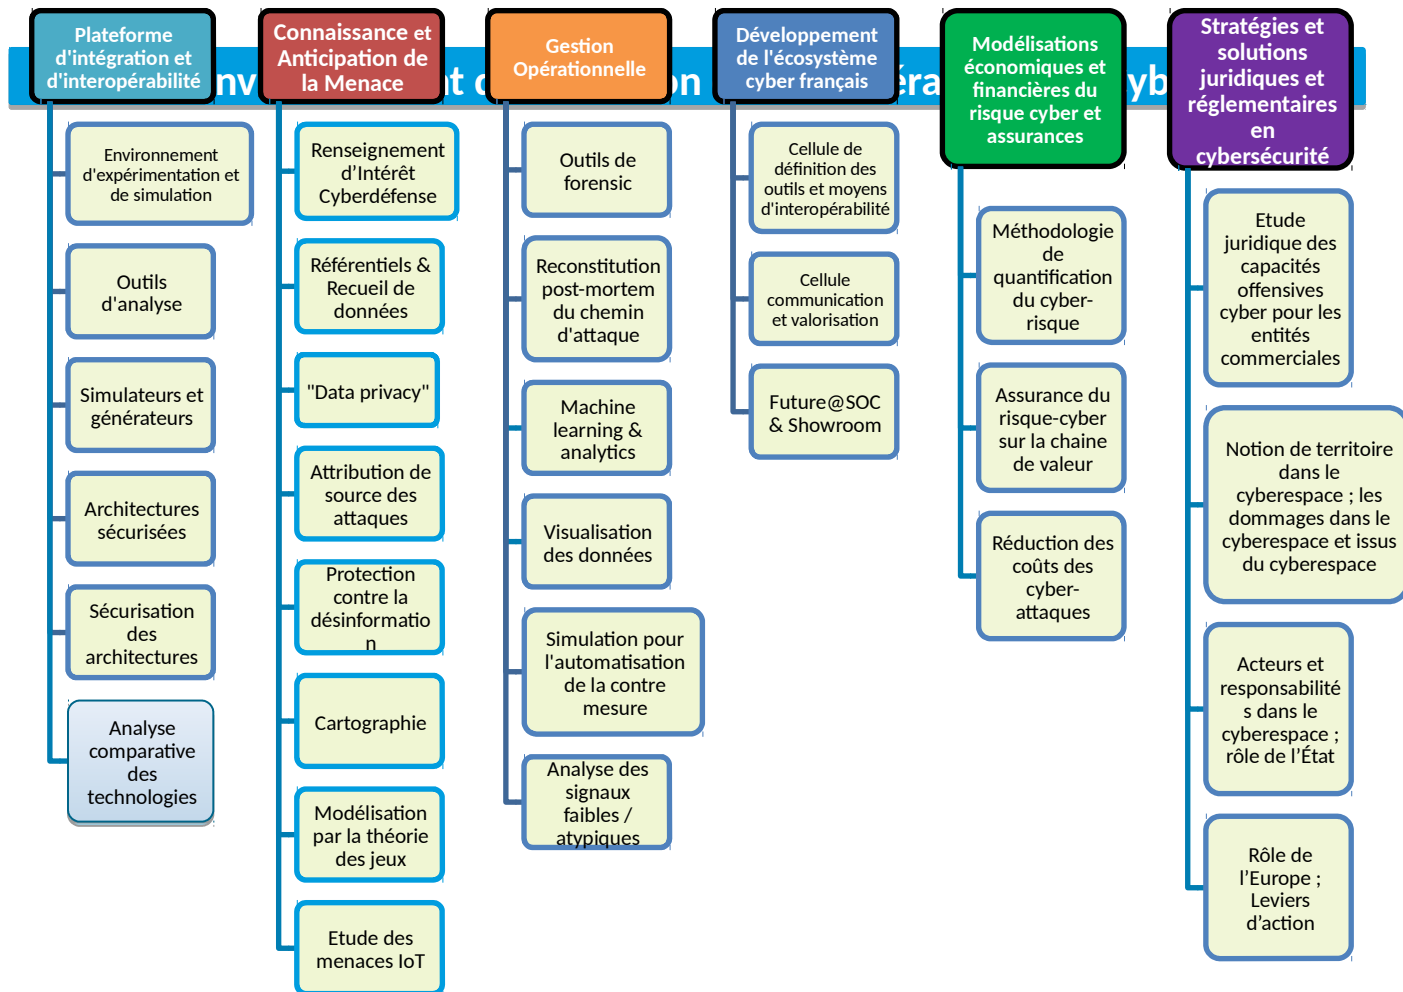 Plateforme
d'intégration et
d'interopérabilité
Environnement
d'expérimentation et
de simulation
Outils
d'analyse
Simulateurs et
générateurs
Architectures
sécurisées
Sécurisation
des
architectures
Analyse
comparative
des
technologies
Connaissance et
Anticipation de
la Menace
Renseignement
d’Intérêt
Cyberdéfense
Référentiels &
Recueil de
données
"Data privacy"
Attribution de
source des
attaques
Protection
contre la
désinformatio
n
Cartographie
Modélisation
par la théorie
des jeux
Etude des
menaces IoT
Gestion
Opérationnelle
Outils de
forensic
Reconstitution
post-mortem
du chemin
d'attaque
Machine
learning &
analytics
Visualisation
des données
Simulation pour
l'automatisation
de la contre
mesure
Analyse des
signaux
faibles /
atypiques
Développement
de l'écosystème
cyber français
Cellule de
définition des
outils et moyens
d'interopérabilité
Cellule
communication
et valorisation
Future@SOC
& Showroom
Modélisations
économiques et
financières du
risque cyber et
assurances
Méthodologie
de
quantification
du cyber-
risque
Assurance du
risque-cyber
sur la chaine
de valeur
Réduction des
coûts des
cyber-
attaques
Stratégies et
solutions
juridiques et
réglementaires
en
cybersécurité
Etude
juridique des
capacités
offensives
cyber pour les
entités
commerciales
Notion de territoire
dans le
cyberespace ; les
dommages dans le
cyberespace et issus
du cyberespace
Acteurs et
responsabilité
s dans le
cyberespace ;
rôle de l’État
Rôle de
l’Europe ;
Leviers
d’action